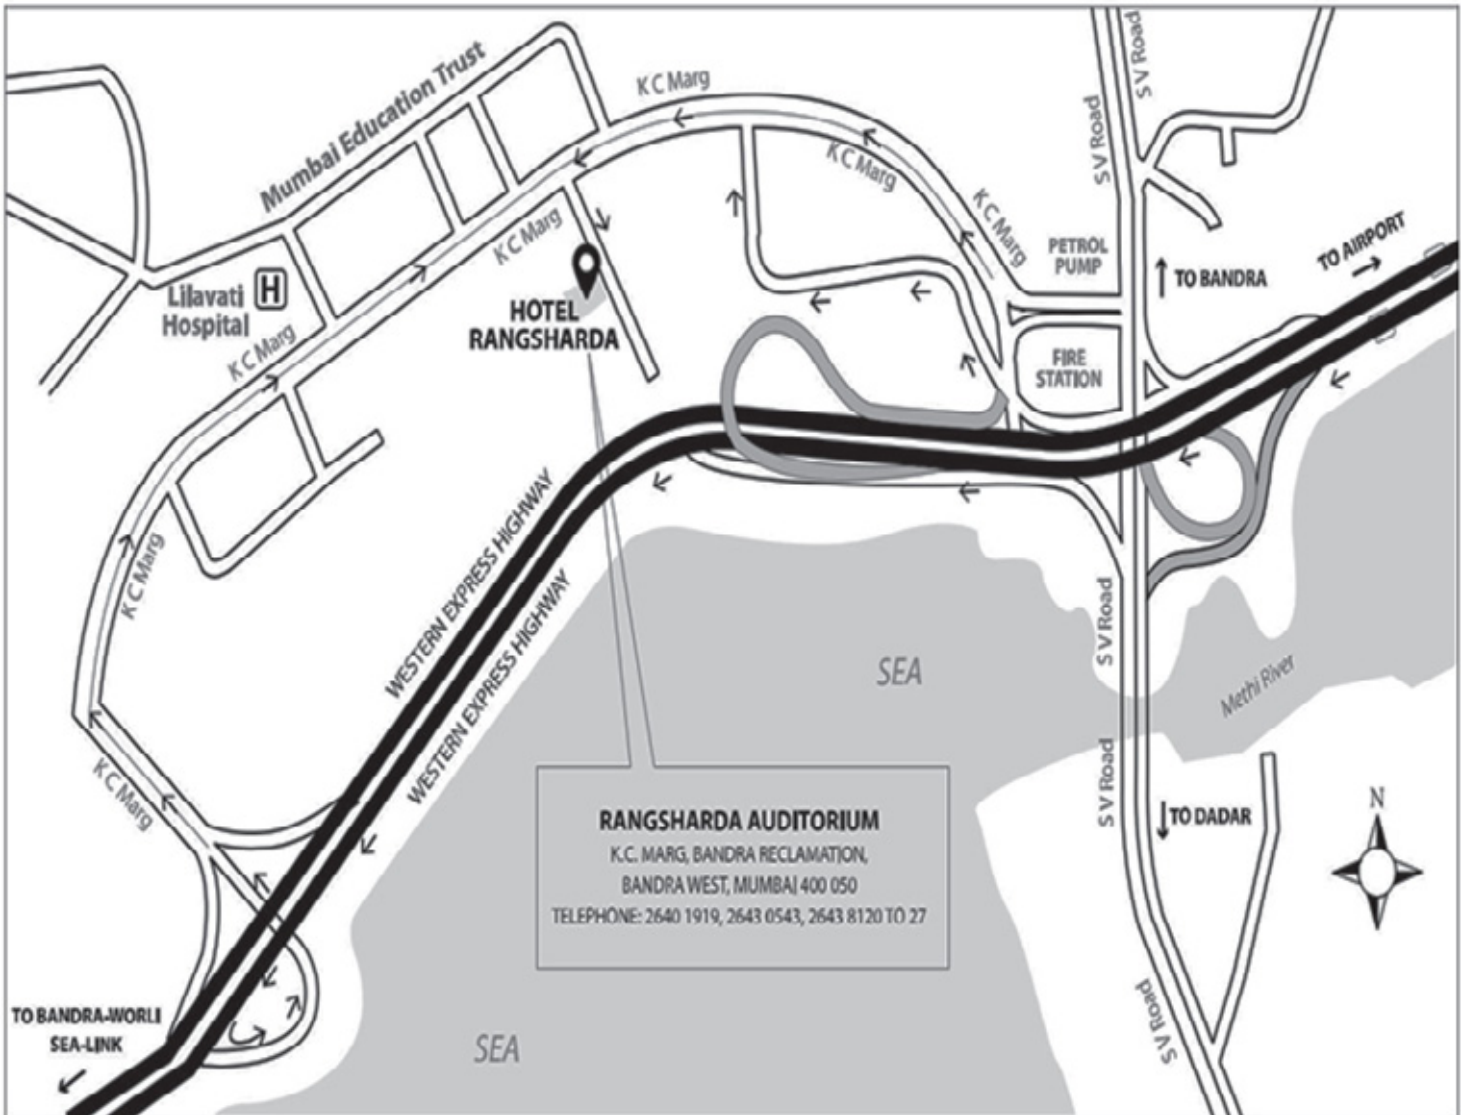 K C Marg
S V Road
S V Road
Mumbai Education Trust
K C Marg
K C Marg
K C Marg
PETROL
PUMP
TO AIRPORT
TO BANDRA
Lilavati
Hospital
H
HOTEL
RANGSHARDA
K C Marg
FIRE
STATION
K C Marg
WESTERN EXPRESS HIGHWAY
WESTERN EXPRESS HIGHWAY
S V Road
SEA
Methi River
K C Marg
S V Road
TO DADAR
N
RANGSHARDA AUDITORIUM
K.C. MARG, BANDRA RECLAMATION,
BANDRA WEST, MUMBAI 400 050
TELEPHONE: 2640 1919, 2643 0543, 2643 8120 TO 27
TO BANDRA-WORLI
SEA-LINK
SEA
S V Road